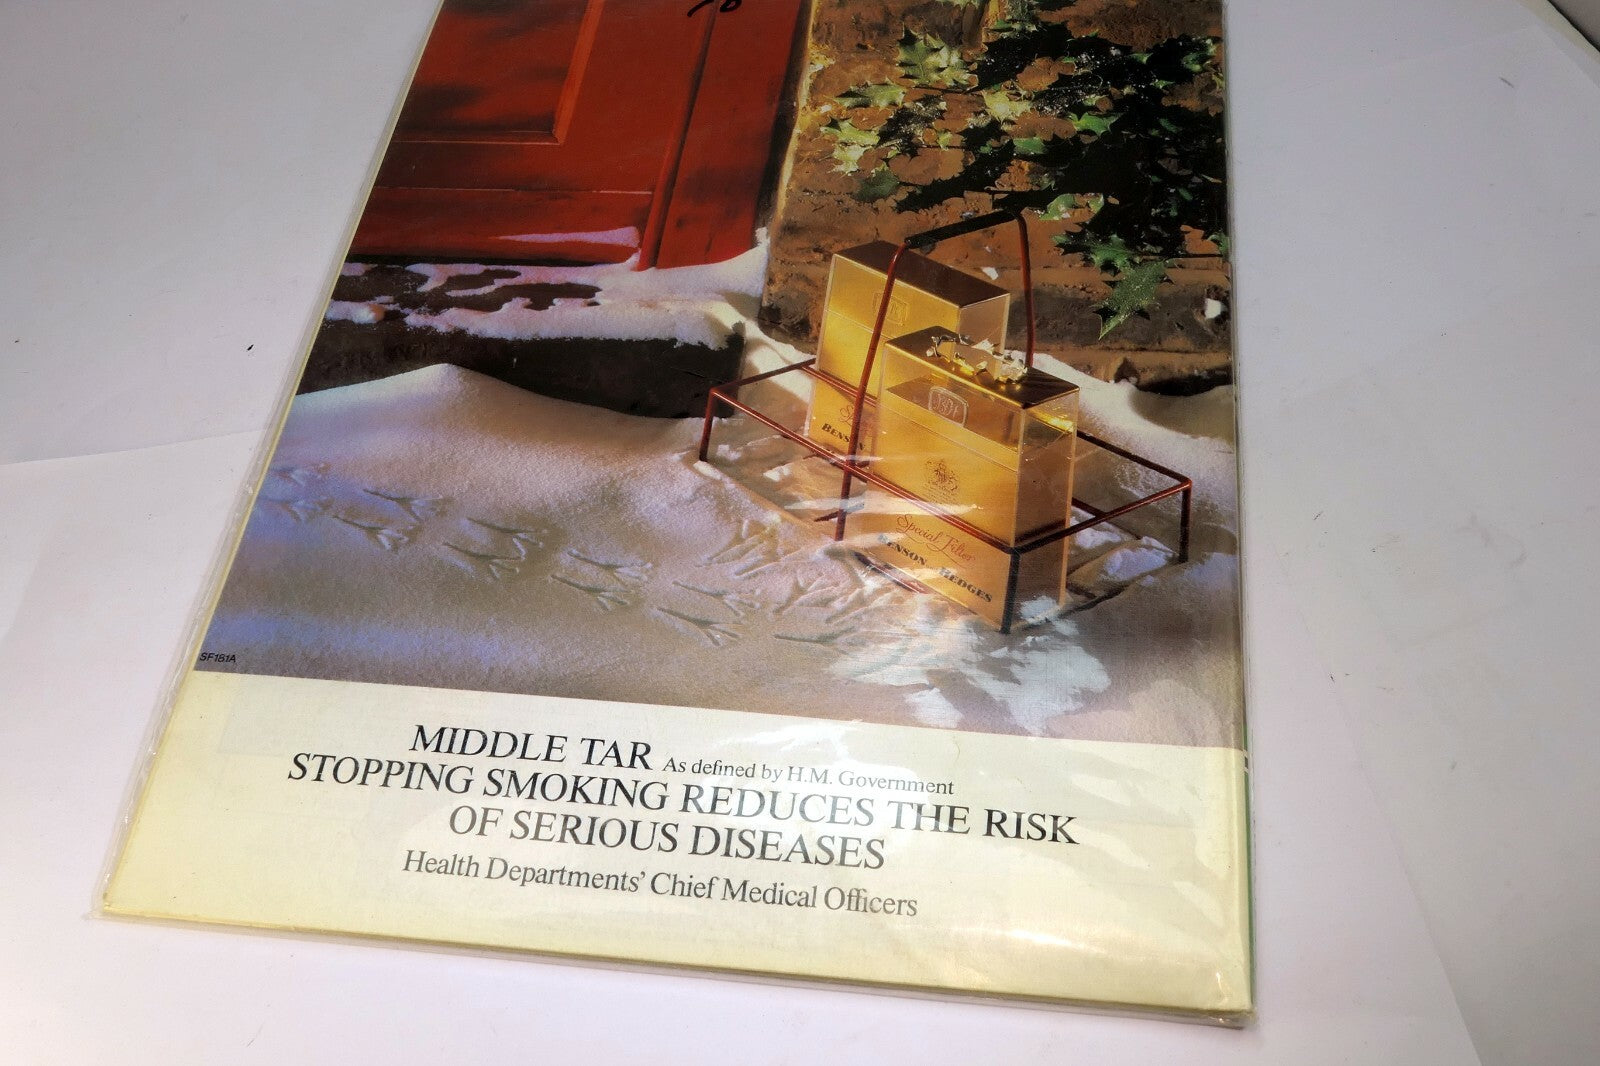 B&H
Special Filter
BENSON HEDGES
SF181A
MIDDLE TAR As defined by H.M. Government
STOPPING SMOKING REDUCES THE RISK
OF SERIOUS DISEASES
Health Departments' Chief Medical Officers